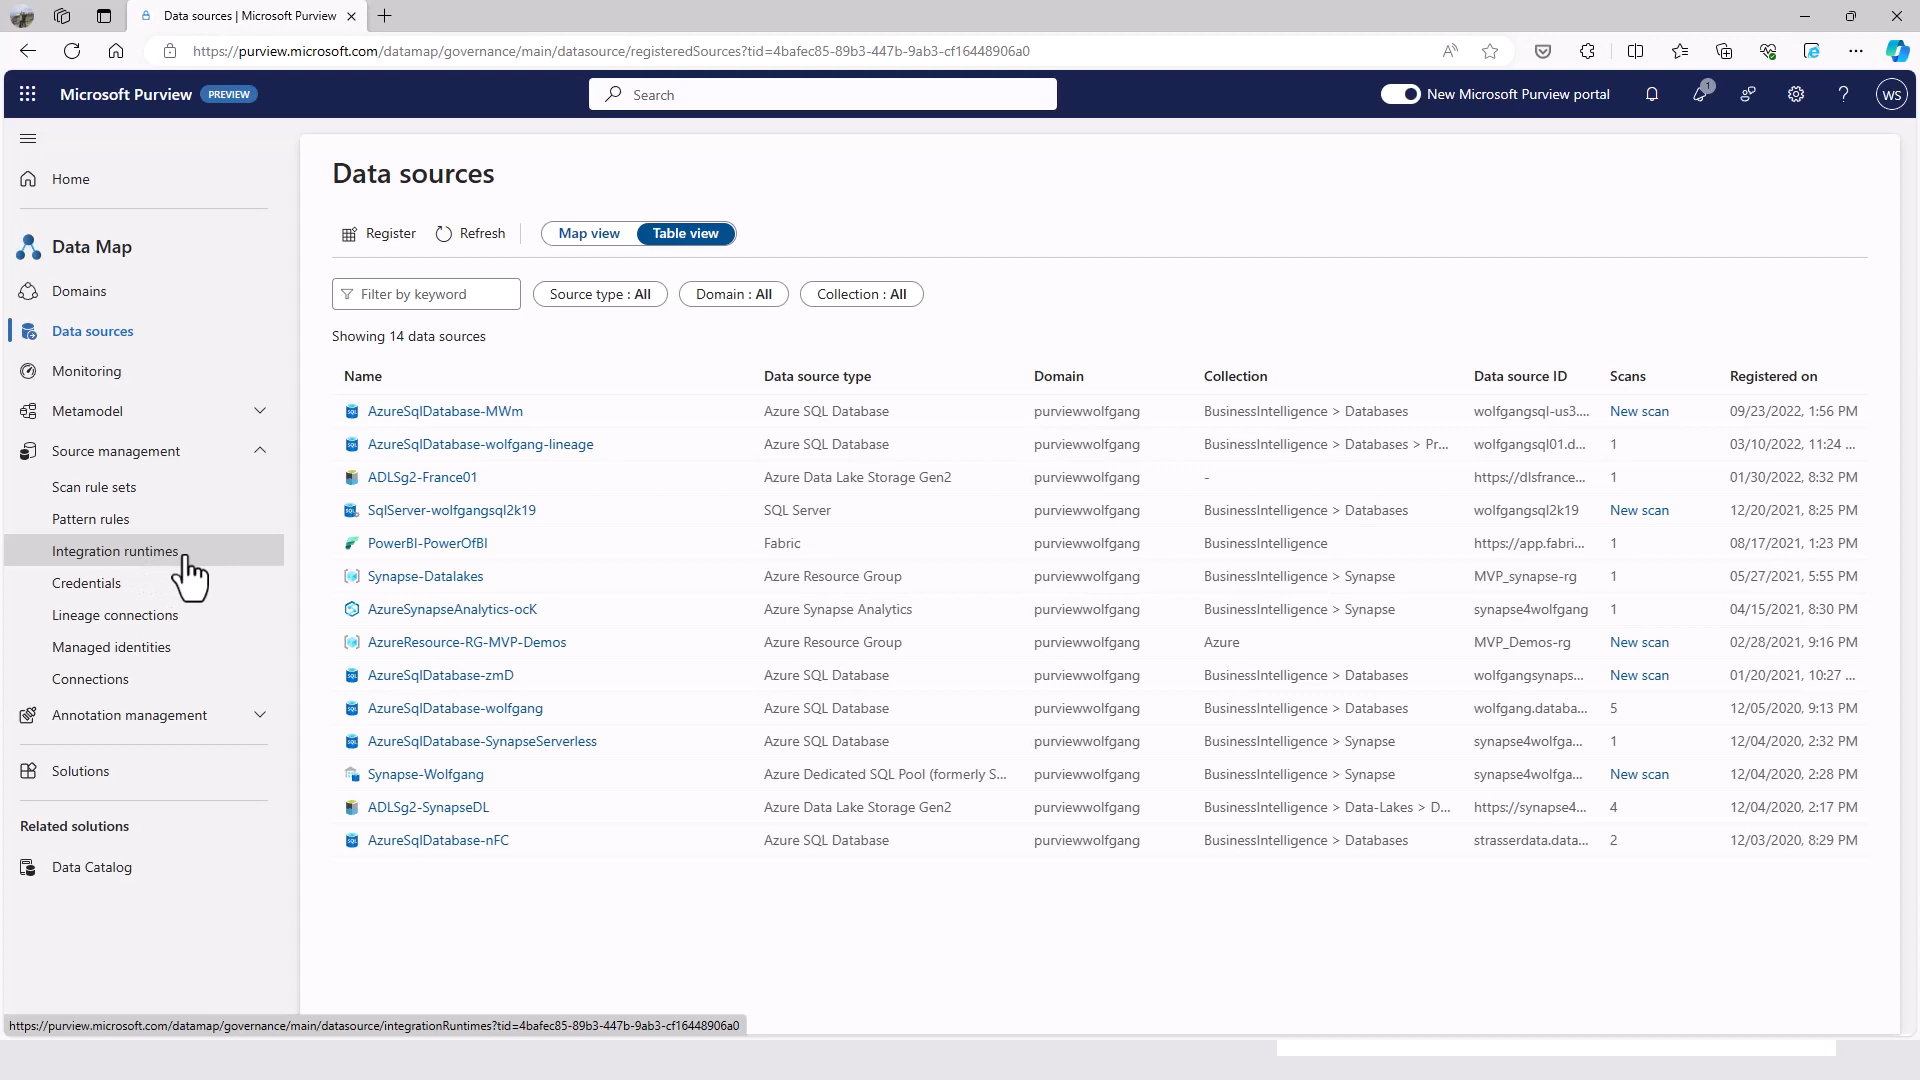 Data sources | Microsoft Purview
https://purview.microsoft.com/datamap/governance/main/datasource/registeredSources?tid=4bafec85-89b3-447b-9ab3-cf16448906a0
Microsoft Purview PREVIEW
Search
New Microsoft Purview portal
1
WS
Home
Data Map
Domains
Data sources
Monitoring
Metamodel
Source management
Scan rule sets
Pattern rules
Integration runtimes
Credentials
Lineage connections
Managed identities
Connections
Annotation management
Solutions
Related solutions
Data Catalog
Data sources
Register Refresh Map view Table view
Filter by keyword Source type : All Domain : All Collection : All
Showing 14 data sources
Name Data source type Domain Collection Data source ID Scans Registered on
AzureSqlDatabase-MWm Azure SQL Database purviewwolfgang BusinessIntelligence > Databases wolfgangsql-us3.... New scan 09/23/2022, 1:56 PM
AzureSqlDatabase-wolfgang-lineage Azure SQL Database purviewwolfgang BusinessIntelligence > Databases > Pr... wolfgangsql01.d... 1 03/10/2022, 11:24 ...
ADLSg2-France01 Azure Data Lake Storage Gen2 purviewwolfgang - https://dlsfrance... 1 01/30/2022, 8:32 PM
SqlServer-wolfgangsql2k19 SQL Server purviewwolfgang BusinessIntelligence > Databases wolfgangsql2k19 New scan 12/20/2021, 8:25 PM
PowerBI-PowerOfBI Fabric purviewwolfgang BusinessIntelligence https://app.fabri... 1 08/17/2021, 1:23 PM
Synapse-Datalakes Azure Resource Group purviewwolfgang BusinessIntelligence > Synapse MVP_synapse-rg 1 05/27/2021, 5:55 PM
AzureSynapseAnalytics-ocK Azure Synapse Analytics purviewwolfgang BusinessIntelligence > Synapse synapse4wolfgang 1 04/15/2021, 8:30 PM
AzureResource-RG-MVP-Demos Azure Resource Group purviewwolfgang Azure MVP_Demos-rg New scan 02/28/2021, 9:16 PM
AzureSqlDatabase-zmD Azure SQL Database purviewwolfgang BusinessIntelligence > Databases wolfgangsynaps... New scan 01/20/2021, 10:27 ...
AzureSqlDatabase-wolfgang Azure SQL Database purviewwolfgang BusinessIntelligence > Databases wolfgang.databa... 5 12/05/2020, 9:13 PM
AzureSqlDatabase-SynapseServerless Azure SQL Database purviewwolfgang BusinessIntelligence > Synapse synapse4wolfga... 1 12/04/2020, 2:32 PM
Synapse-Wolfgang Azure Dedicated SQL Pool (formerly S... purviewwolfgang BusinessIntelligence > Synapse synapse4wolfga... New scan 12/04/2020, 2:28 PM
ADLSg2-SynapseDL Azure Data Lake Storage Gen2 purviewwolfgang BusinessIntelligence > Data-Lakes > D... https://synapse4... 4 12/04/2020, 2:17 PM
AzureSqlDatabase-nFC Azure SQL Database purviewwolfgang BusinessIntelligence > Databases strasserdata.data... 2 12/03/2020, 8:29 PM
https://purview.microsoft.com/datamap/governance/main/datasource/integrationRuntimes?tid=4bafec85-89b3-447b-9ab3-cf16448906a0